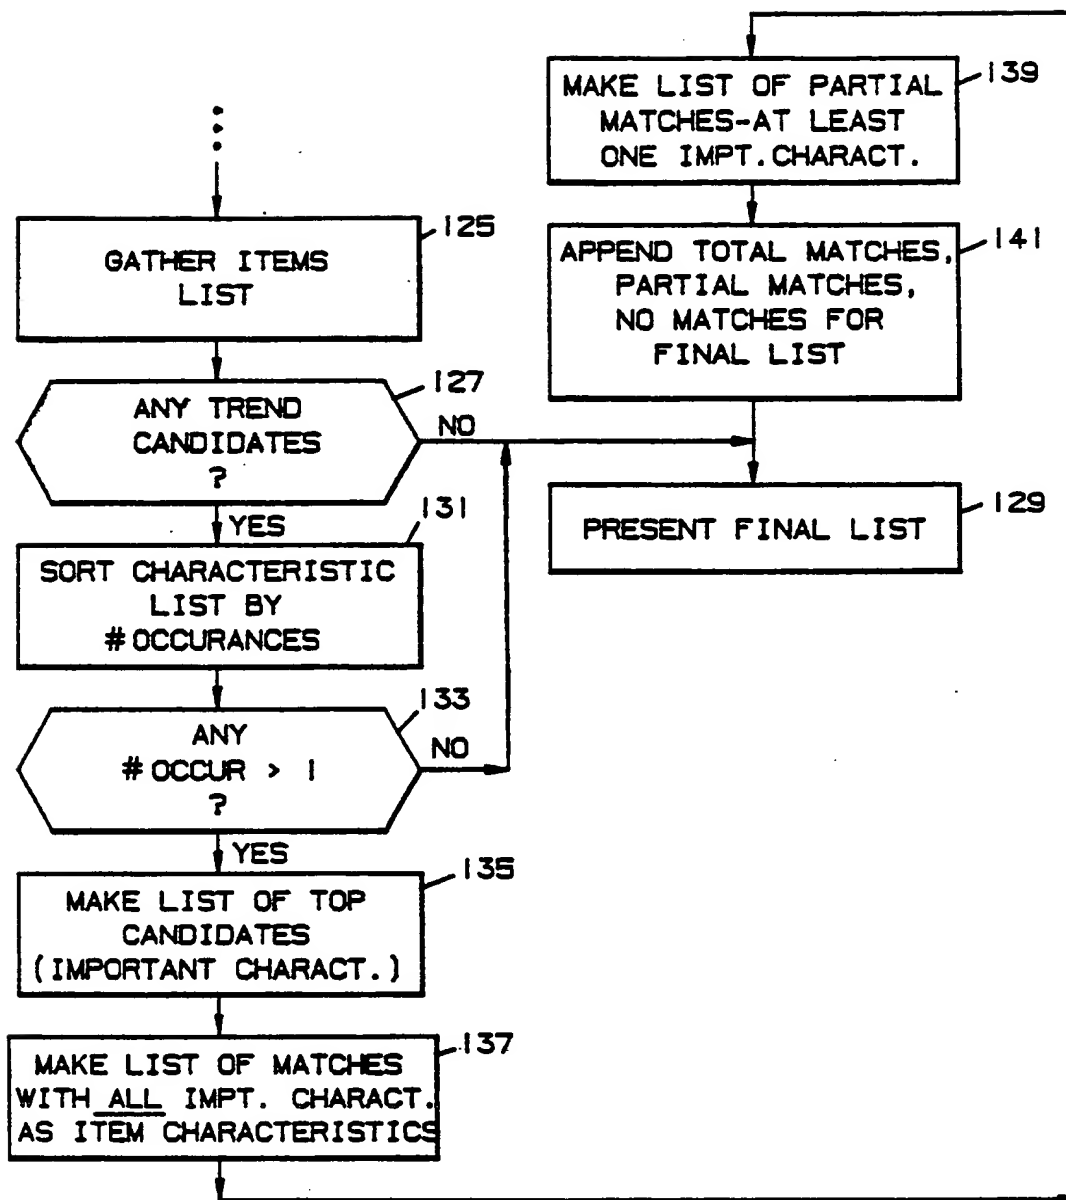 125
GATHER ITEMS
LIST
127
ANY TREND
CANDIDATES
?
NO
YES
131
SORT CHARACTERISTIC
LIST BY
# OCCURANCES
133
ANY
# OCCUR > 1
?
NO
YES
135
MAKE LIST OF TOP
CANDIDATES
(IMPORTANT CHARACT.)
137
MAKE LIST OF MATCHES
WITH ALL IMPT. CHARACT.
AS ITEM CHARACTERISTICS
139
MAKE LIST OF PARTIAL
MATCHES-AT LEAST
ONE IMPT. CHARACT.
141
APPEND TOTAL MATCHES,
PARTIAL MATCHES,
NO MATCHES FOR
FINAL LIST
129
PRESENT FINAL LIST